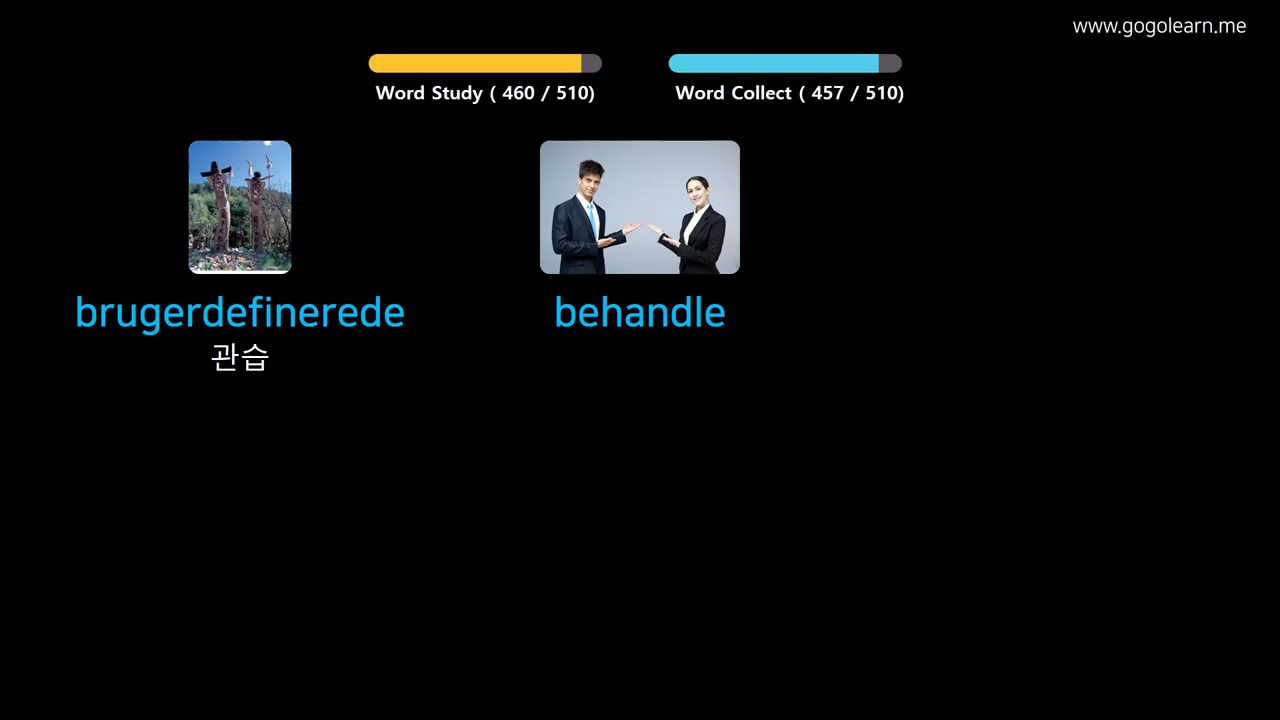 www.gogolearn.me
Word Study ( 460 / 510)
Word Collect ( 457 / 510)
brugerdefinerede
behandle
관습